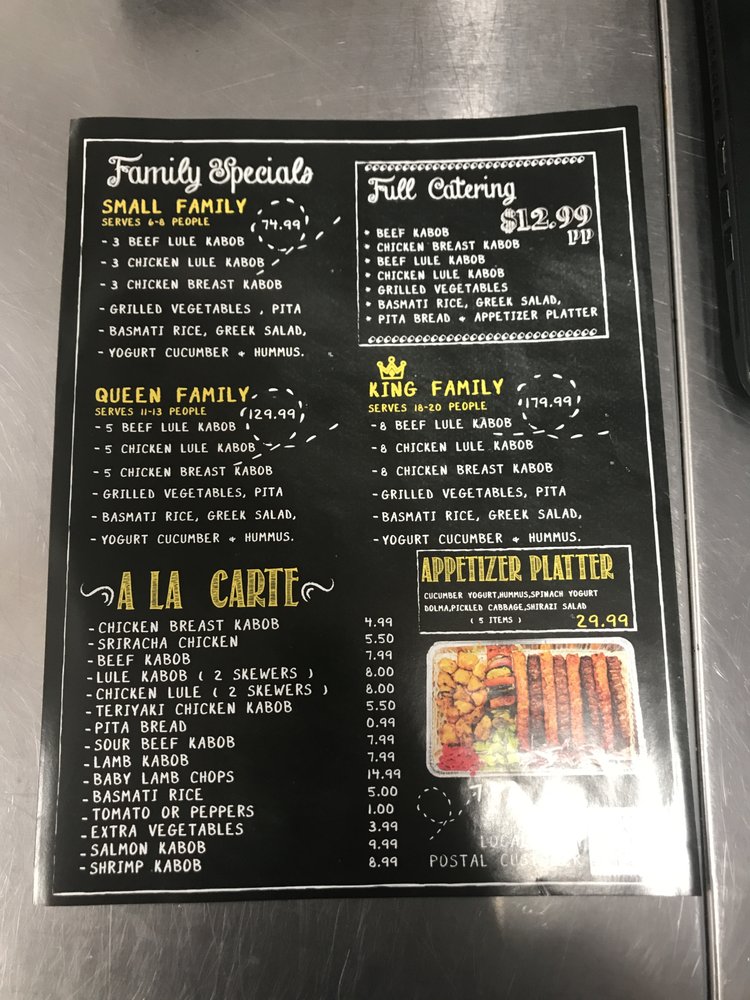 Family Specials
SMALL FAMILY
SERVES 6-8 PEOPLE
74.99
- 3 BEEF LULE KABOB
- 3 CHICKEN LULE KABOB
- 3 CHICKEN BREAST KABOB
- GRILLED VEGETABLES , PITA
- BASMATI RICE, GREEK SALAD,
- YOGURT CUCUMBER & HUMMUS.
Full Catering
$12.99
PP
* BEEF KABOB
* CHICKEN BREAST KABOB
* BEEF LULE KABOB
* CHICKEN LULE KABOB
* GRILLED VEGETABLES
* BASMATI RICE, GREEK SALAD,
* PITA BREAD & APPETIZER PLATTER
QUEEN FAMILY
SERVES 11-13 PEOPLE
129.99
- 5 BEEF LULE KABOB
- 5 CHICKEN LULE KABOB
- 5 CHICKEN BREAST KABOB
- GRILLED VEGETABLES, PITA
- BASMATI RICE, GREEK SALAD,
- YOGURT CUCUMBER & HUMMUS.
KING FAMILY
SERVES 18-20 PEOPLE
179.99
- 8 BEEF LULE KABOB
- 8 CHICKEN LULE KABOB
- 8 CHICKEN BREAST KABOB
- GRILLED VEGETABLES, PITA
- BASMATI RICE, GREEK SALAD,
- YOGURT CUCUMBER & HUMMUS.
A LA CARTE
- CHICKEN BREAST KABOB 4.99
- SRIRACHA CHICKEN 5.50
- BEEF KABOB 7.99
- LULE KABOB ( 2 SKEWERS ) 8.00
- CHICKEN LULE ( 2 SKEWERS ) 8.00
- TERIYAKI CHICKEN KABOB 5.50
- PITA BREAD 0.99
- SOUR BEEF KABOB 7.99
- LAMB KABOB 7.99
- BABY LAMB CHOPS 14.99
- BASMATI RICE 5.00
- TOMATO OR PEPPERS 1.00
- EXTRA VEGETABLES 3.99
- SALMON KABOB 9.99
- SHRIMP KABOB 8.99
APPETIZER PLATTER
CUCUMBER YOGURT,HUMMUS,SPINACH YOGURT
DOLMA,PICKLED CABBAGE,SHIRAZI SALAD
( 5 ITEMS ) 29.99
POSTAL